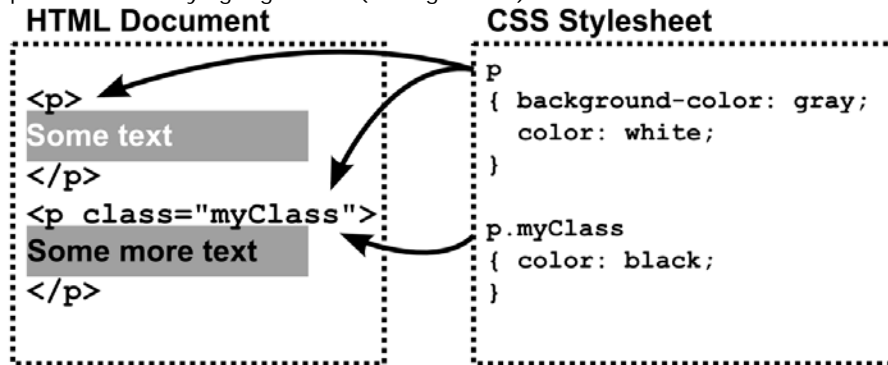 HTML Document
<p>
Some text
</p>
<p class="myClass">
Some more text
</p>
CSS Stylesheet
p
{ background-color: gray;
color: white;
}
p.myClass
{ color: black;
}